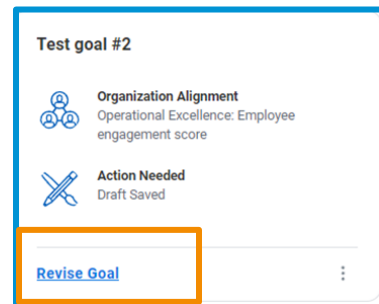 Test goal #2
Organization Alignment
Operational Excellence: Employee
engagement score
Action Needed
Draft Saved
Revise Goal